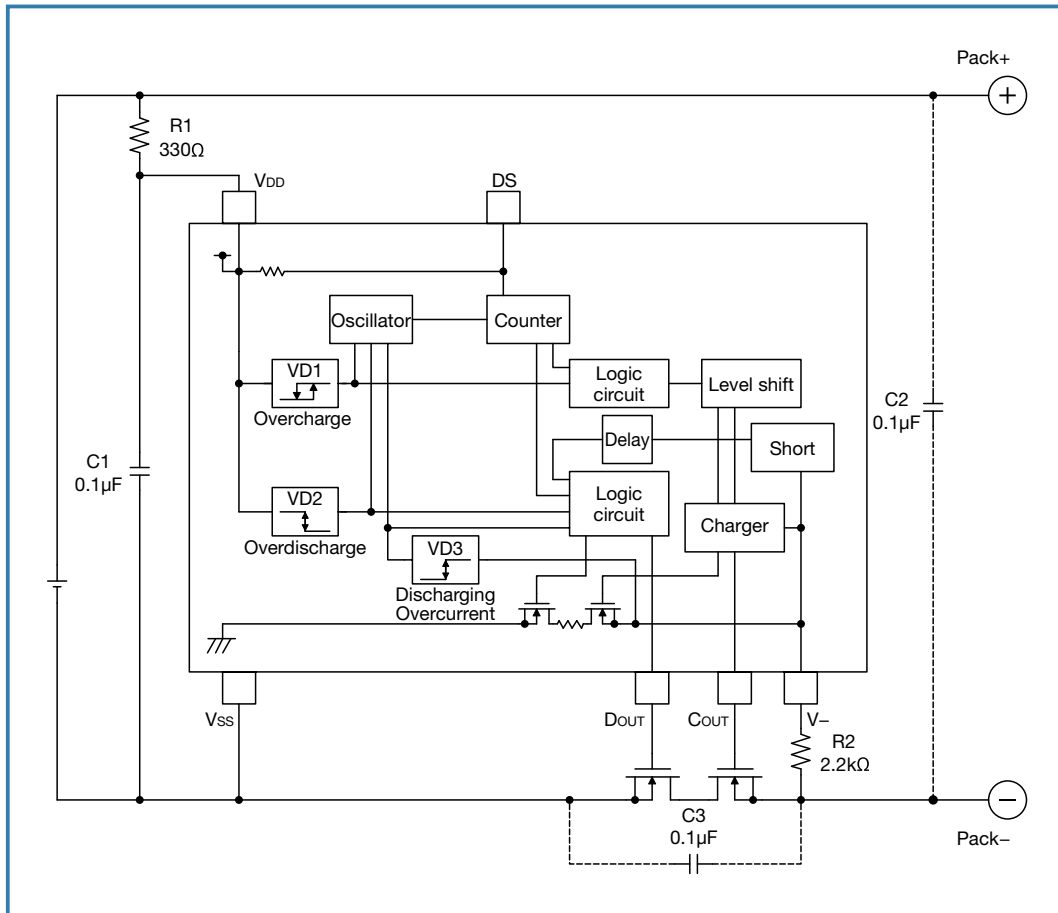 Pack+
+
R1
330Ω
VDD
DS
Oscillator
Counter
VD1
Overcharge
Logic
circuit
Level shift
C2
0.1µF
Delay
Short
C1
0.1µF
VD2
Overdischarge
Logic
circuit
Charger
VD3
Discharging
Overcurrent
VSS
DOUT
COUT
V–
R2
2.2kΩ
C3
0.1µF
–
Pack–